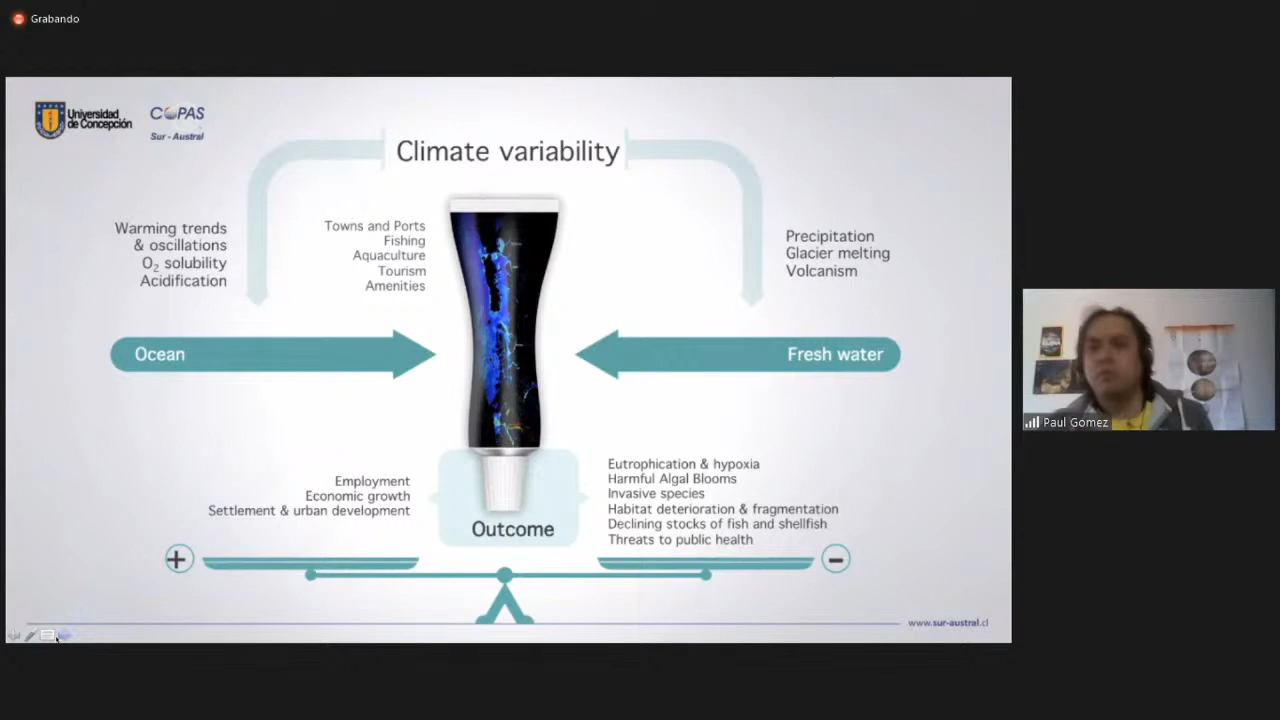 Grabando
Universidad
de Concepción
COPAS
Sur - Austral
Climate variability
Warming trends
& oscillations
O₂ solubility
Acidification
Towns and Ports
Fishing
Aquaculture
Tourism
Amenities
Precipitation
Glacier melting
Volcanism
Ocean
Fresh water
Employment
Economic growth
Settlement & urban development
Outcome
Eutrophication & hypoxia
Harmful Algal Blooms
Invasive species
Habitat deterioration & fragmentation
Declining stocks of fish and shellfish
Threats to public health
+
−
www.sur-austral.cl
Paul Gomez